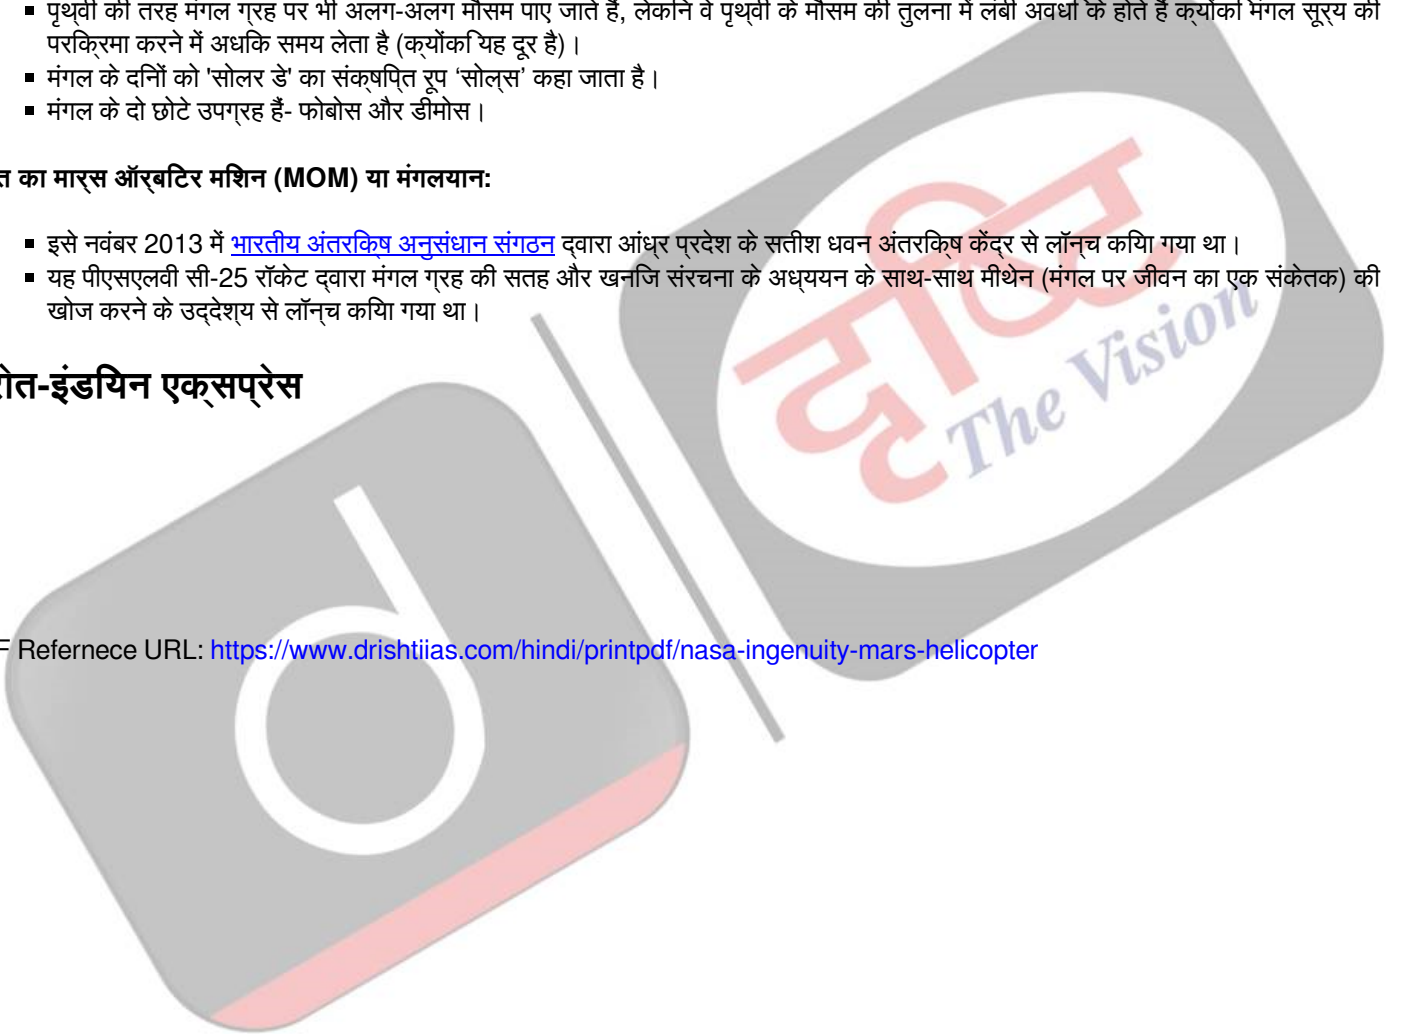 पृथ्वी की तरह मंगल ग्रह पर भी अलग-अलग मौसम पाए जाते हैं, लेकिन वे पृथ्वी के मौसम की तुलना में लंबी अवधि के होते हैं क्योंकि मंगल सूर्य की
परिक्रमा करने में अधिक समय लेता है (क्योंकि यह दूर है)।
मंगल के दिनों को 'सोलर डे' का संक्षिप्त रूप ‘सोल्स’ कहा जाता है।
मंगल के दो छोटे उपग्रह हैं- फोबोस और डीमोस।
त का मार्स ऑर्बिटर मिशन (MOM) या मंगलयान:
इसे नवंबर 2013 में भारतीय अंतरिक्ष अनुसंधान संगठन द्वारा आंध्र प्रदेश के सतीश धवन अंतरिक्ष केंद्र से लॉन्च किया गया था।
यह पीएसएलवी सी-25 रॉकेट द्वारा मंगल ग्रह की सतह और खनिज संरचना के अध्ययन के साथ-साथ मीथेन (मंगल पर जीवन का एक संकेतक) की
खोज करने के उद्देश्य से लॉन्च किया गया था।
रोत-इंडियन एक्सप्रेस
दृष्टि
The Vision
F Refernece URL: https://www.drishtiias.com/hindi/printpdf/nasa-ingenuity-mars-helicopter